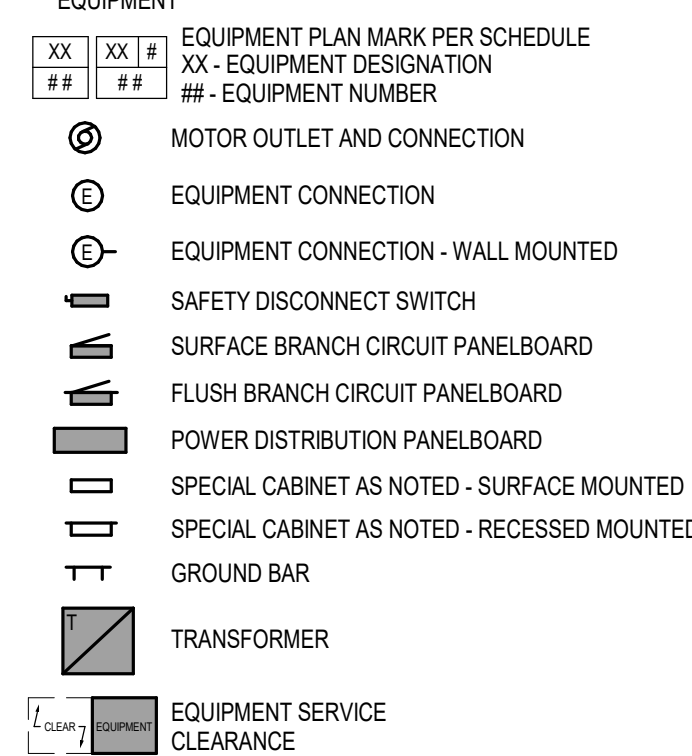 EQUIPMENT
XX XX # EQUIPMENT PLAN MARK PER SCHEDULE
XX - EQUIPMENT DESIGNATION
## ## ## - EQUIPMENT NUMBER
MOTOR OUTLET AND CONNECTION
E EQUIPMENT CONNECTION
E EQUIPMENT CONNECTION - WALL MOUNTED
SAFETY DISCONNECT SWITCH
SURFACE BRANCH CIRCUIT PANELBOARD
FLUSH BRANCH CIRCUIT PANELBOARD
POWER DISTRIBUTION PANELBOARD
SPECIAL CABINET AS NOTED - SURFACE MOUNTED
SPECIAL CABINET AS NOTED - RECESSED MOUNTED
GROUND BAR
T TRANSFORMER
CLEAR EQUIPMENT EQUIPMENT SERVICE
CLEARANCE